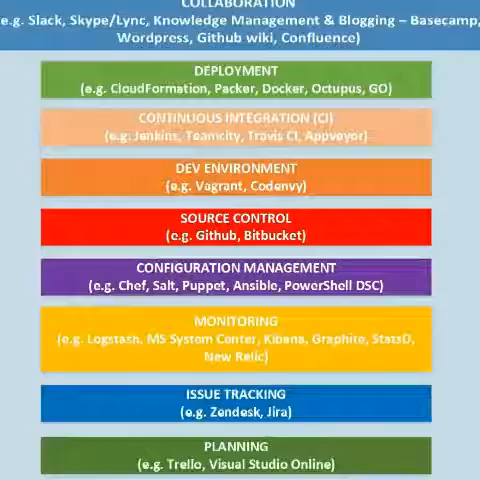 COLLABORATION
e.g. Slack, Skype/Lync, Knowledge Management & Blogging – Basecamp,
Wordpress, Github wiki, Confluence)
DEPLOYMENT
(e.g. CloudFormation, Packer, Docker, Octupus, GO)
CONTINUOUS INTEGRATION (CI)
(e.g. Jenkins, Teamcity, Travis CI, Appveyor)
DEV ENVIRONMENT
(e.g. Vagrant, Codenvy)
SOURCE CONTROL
(e.g. Github, Bitbucket)
CONFIGURATION MANAGEMENT
(e.g. Chef, Salt, Puppet, Ansible, PowerShell DSC)
MONITORING
(e.g. Logstash, MS System Center, Kibana, Graphite, StatsD,
New Relic)
ISSUE TRACKING
(e.g. Zendesk, Jira)
PLANNING
(e.g. Trello, Visual Studio Online)